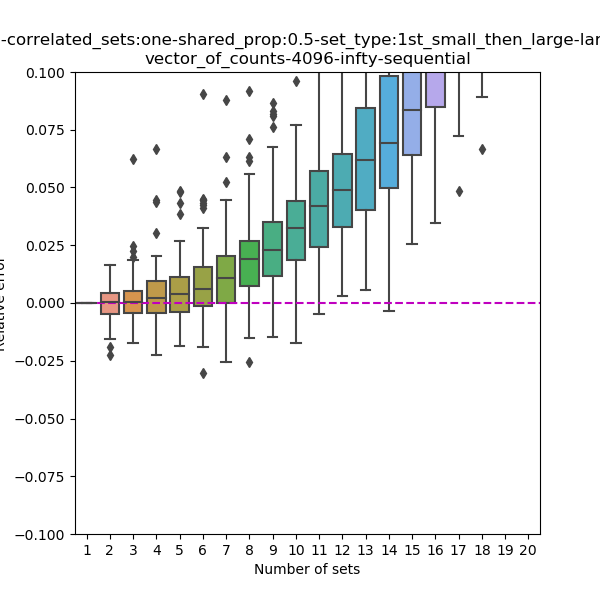 -correlated_sets:one-shared_prop:0.5-set_type:1st_small_then_large-lar
vector_of_counts-4096-infty-sequential
0.100
0.075
0.050
0.025
0.000
−0.025
−0.050
−0.075
−0.100
Relative error
1 2 3 4 5 6 7 8 9 10 11 12 13 14 15 16 17 18 19 20
Number of sets